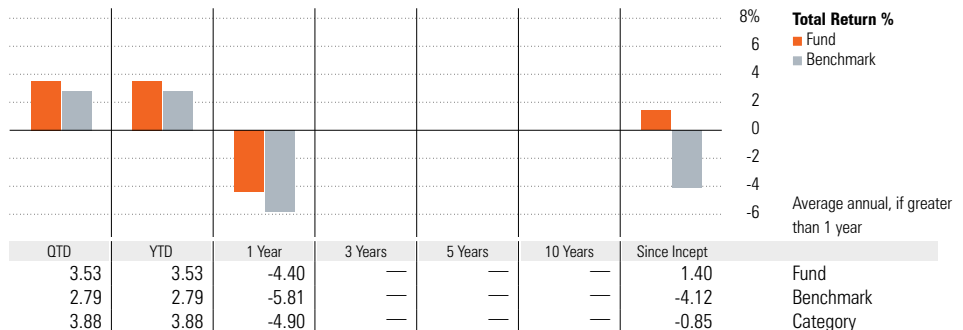 8%
Total Return %
6
Fund
4
Benchmark
2
0
-2
-4
-6
Average annual, if greater
than 1 year
QTD YTD 1 Year 3 Years 5 Years 10 Years Since Incept
3.53 3.53 -4.40 — — — 1.40 Fund
2.79 2.79 -5.81 — — — -4.12 Benchmark
3.88 3.88 -4.90 — — — -0.85 Category